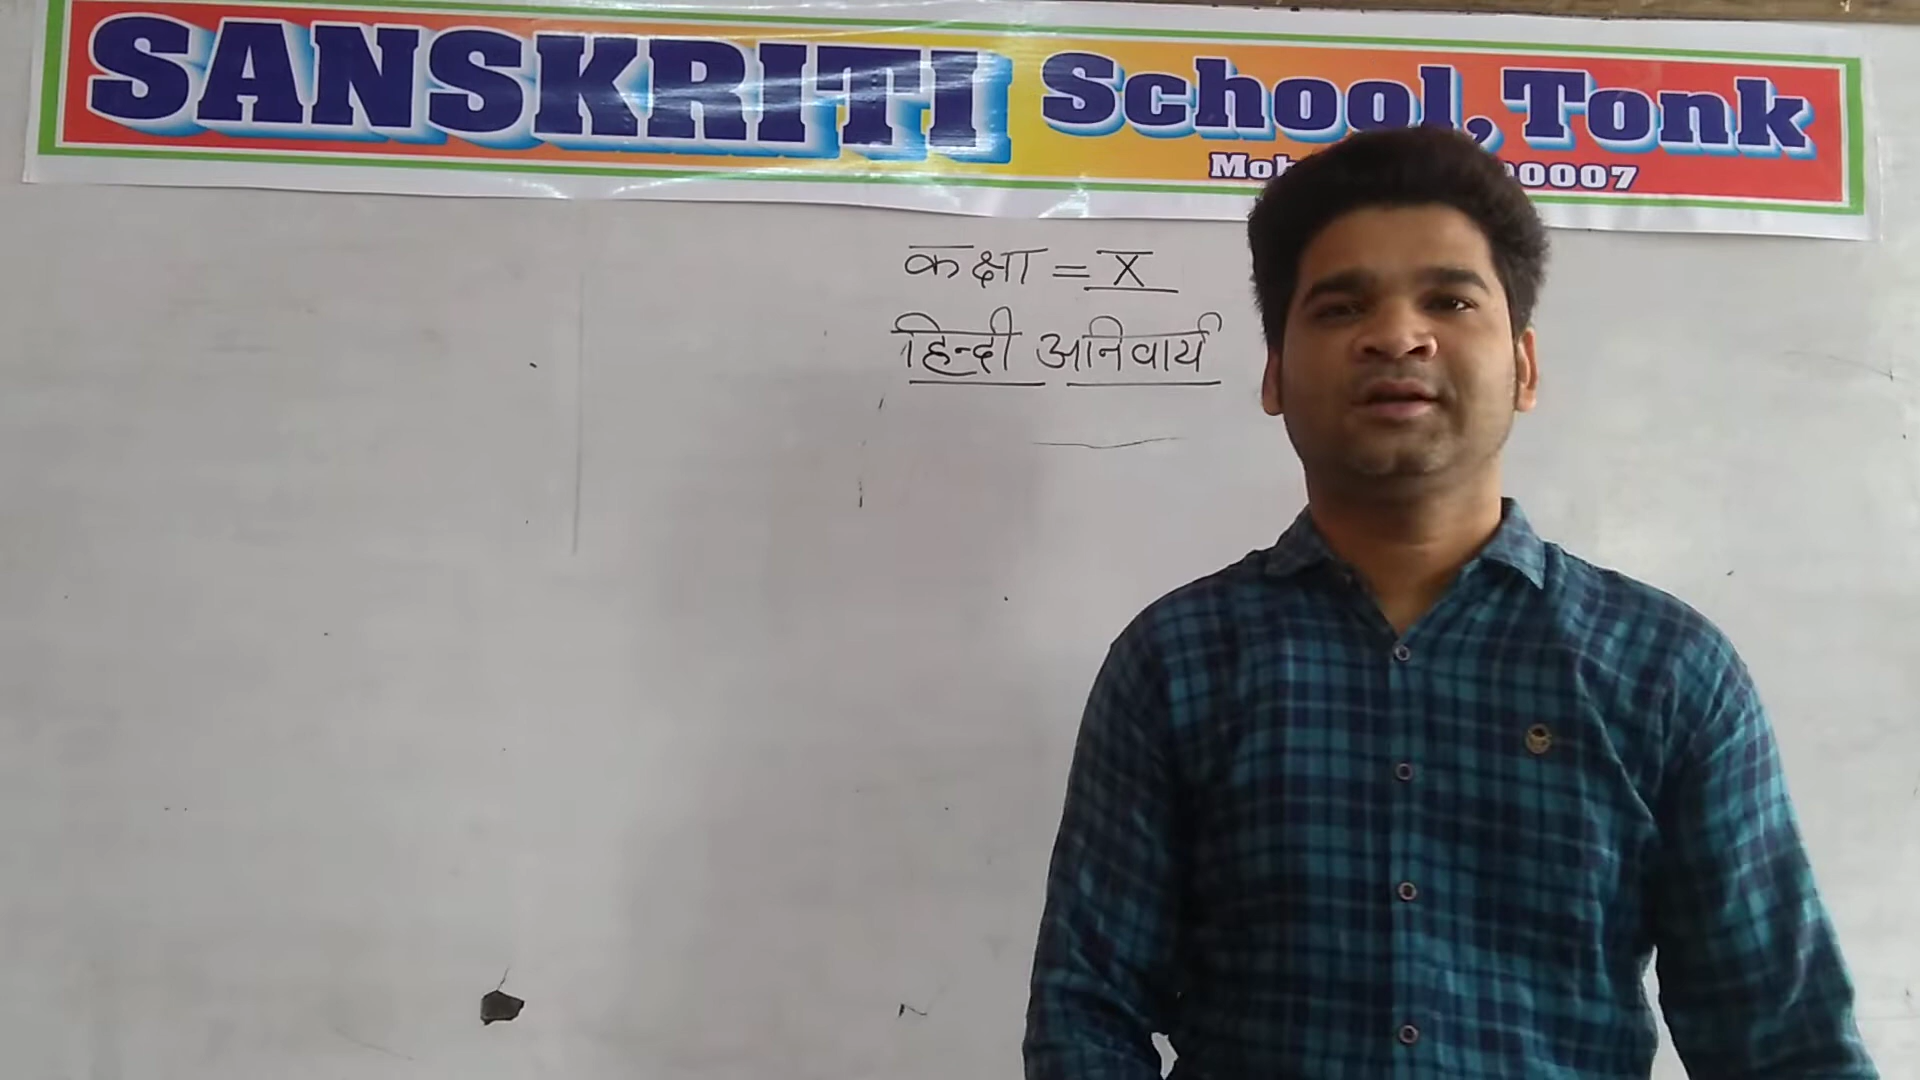 SANSKRITI School, Tonk
कक्षा = X
हिन्दी अनिवार्य